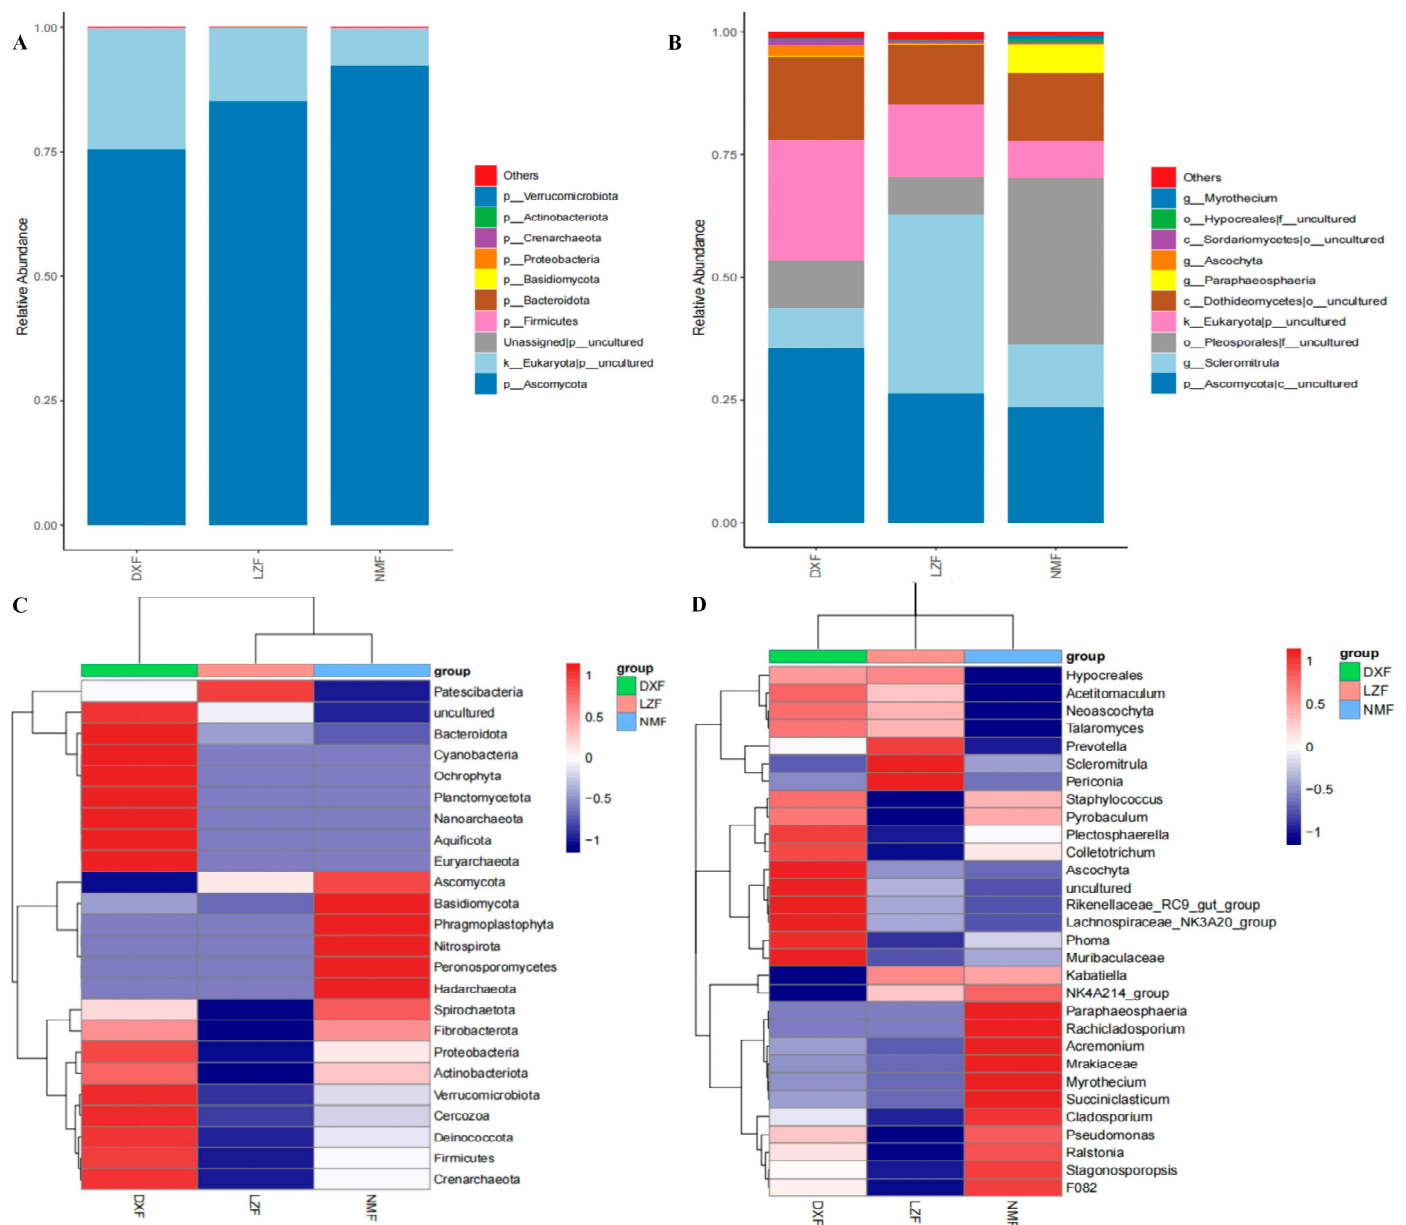 A
Relative Abundance
1.00
0.75
0.50
0.25
0.00
DXF
LZF
NMF
Others
p__Verrucomicrobiota
p__Actinobacteriota
p__Crenarchaeota
p__Proteobacteria
p__Basidiomycota
p__Bacteroidota
p__Firmicutes
Unassigned|p__uncultured
k__Eukaryota|p__uncultured
p__Ascomycota
B
Relative Abundance
1.00
0.75
0.50
0.25
0.00
DXF
LZF
NMF
Others
g__Myrothecium
o__Hypocreales|f__uncultured
c__Sordariomycetes|o__uncultured
g__Ascochyta
g__Paraphaeosphaeria
c__Dothideomycetes|o__uncultured
k__Eukaryota|p__uncultured
o__Pleosporales|f__uncultured
g__Scleromitrula
p__Ascomycota|c__uncultured
C
group
Patescibacteria
uncultured
Bacteroidota
Cyanobacteria
Ochrophyta
Planctomycetota
Nanoarchaeota
Aquificota
Euryarchaeota
Ascomycota
Basidiomycota
Phragmoplastophyta
Nitrospirota
Peronosporomycetes
Hadarchaeota
Spirochaetota
Fibrobacterota
Proteobacteria
Actinobacteriota
Verrucomicrobiota
Cercozoa
Deinococcota
Firmicutes
Crenarchaeota
DXF
LZF
NMF
1
0.5
0
−0.5
−1
group
DXF
LZF
NMF
D
group
Hypocreales
Acetitomaculum
Neoascochyta
Talaromyces
Prevotella
Scleromitrula
Periconia
Staphylococcus
Pyrobaculum
Plectosphaerella
Colletotrichum
Ascochyta
uncultured
Rikenellaceae_RC9_gut_group
Lachnospiraceae_NK3A20_group
Phoma
Muribaculaceae
Kabatiella
NK4A214_group
Paraphaeosphaeria
Rachicladosporium
Acremonium
Mrakiaceae
Myrothecium
Succiniclasticum
Cladosporium
Pseudomonas
Ralstonia
Stagonosporopsis
F082
DXF
LZF
NMF
1
0.5
0
−0.5
−1
group
DXF
LZF
NMF